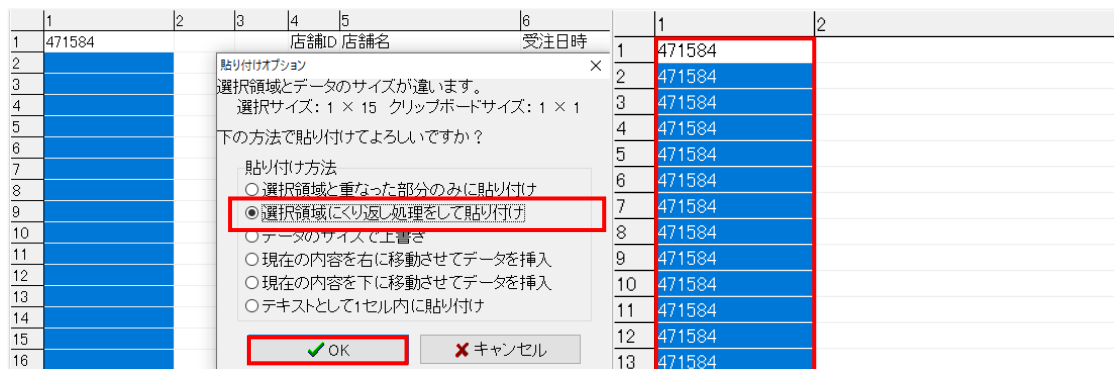 1 2 3 4 5 6
1 471584 店舗ID 店舗名 受注日時
2
3
4
5
6
7
8
9
10
11
12
13
14
15
16
貼り付けオプション ×
選択領域とデータのサイズが違います。
選択サイズ: 1 × 15 クリップボードサイズ: 1 × 1
下の方法で貼り付けてよろしいですか？
貼り付け方法
選択領域と重なった部分のみに貼り付け
選択領域にくり返し処理をして貼り付け
データのサイズで上書き
現在の内容を右に移動させてデータを挿入
現在の内容を下に移動させてデータを挿入
テキストとして1セル内に貼り付け
OK キャンセル
1 2
1 471584
2 471584
3 471584
4 471584
5 471584
6 471584
7 471584
8 471584
9 471584
10 471584
11 471584
12 471584
13 471584